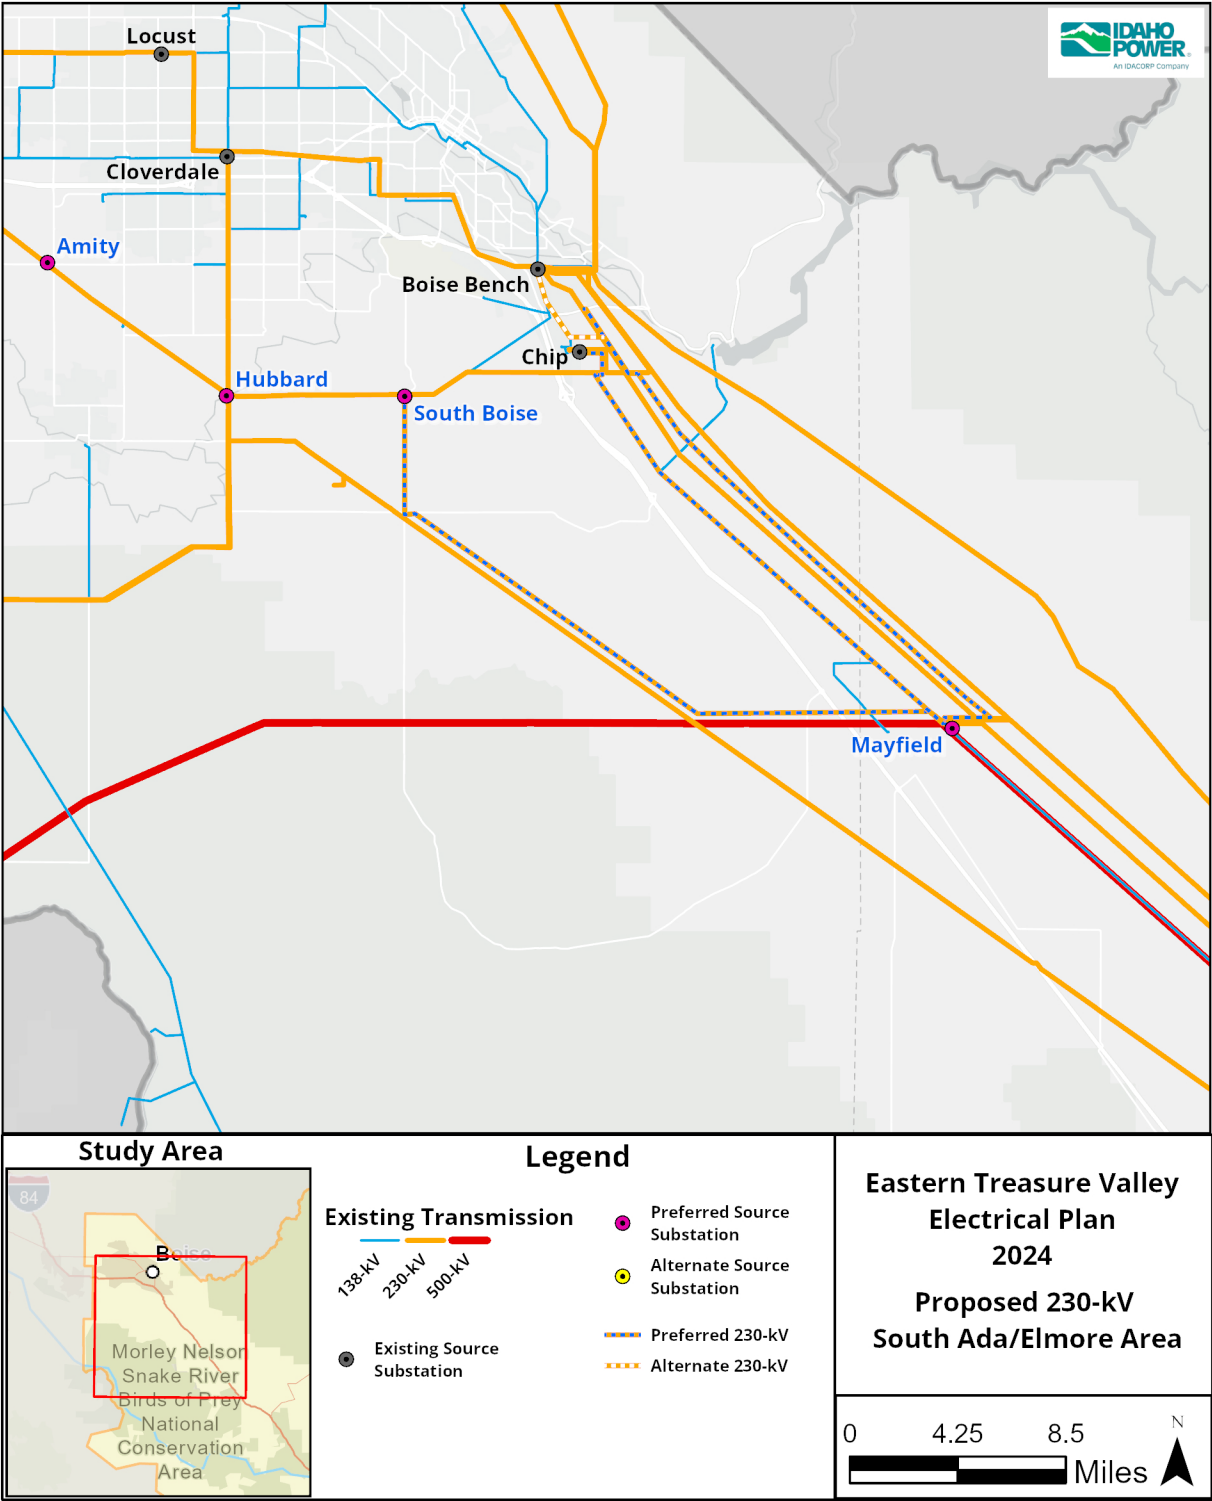 Locust
IDAHO
POWER®
An IDACORP Company
Cloverdale
Amity
Boise Bench
Chip
Hubbard
South Boise
Mayfield
Study Area
84
Boise
Morley Nelson
Snake River
Birds of Prey
National
Conservation
Area
Legend
Existing Transmission
138-kV
230-kV
500-kV
Existing Source
Substation
Preferred Source
Substation
Alternate Source
Substation
Preferred 230-kV
Alternate 230-kV
Eastern Treasure Valley
Electrical Plan
2024
Proposed 230-kV
South Ada/Elmore Area
0 4.25 8.5
Miles
N